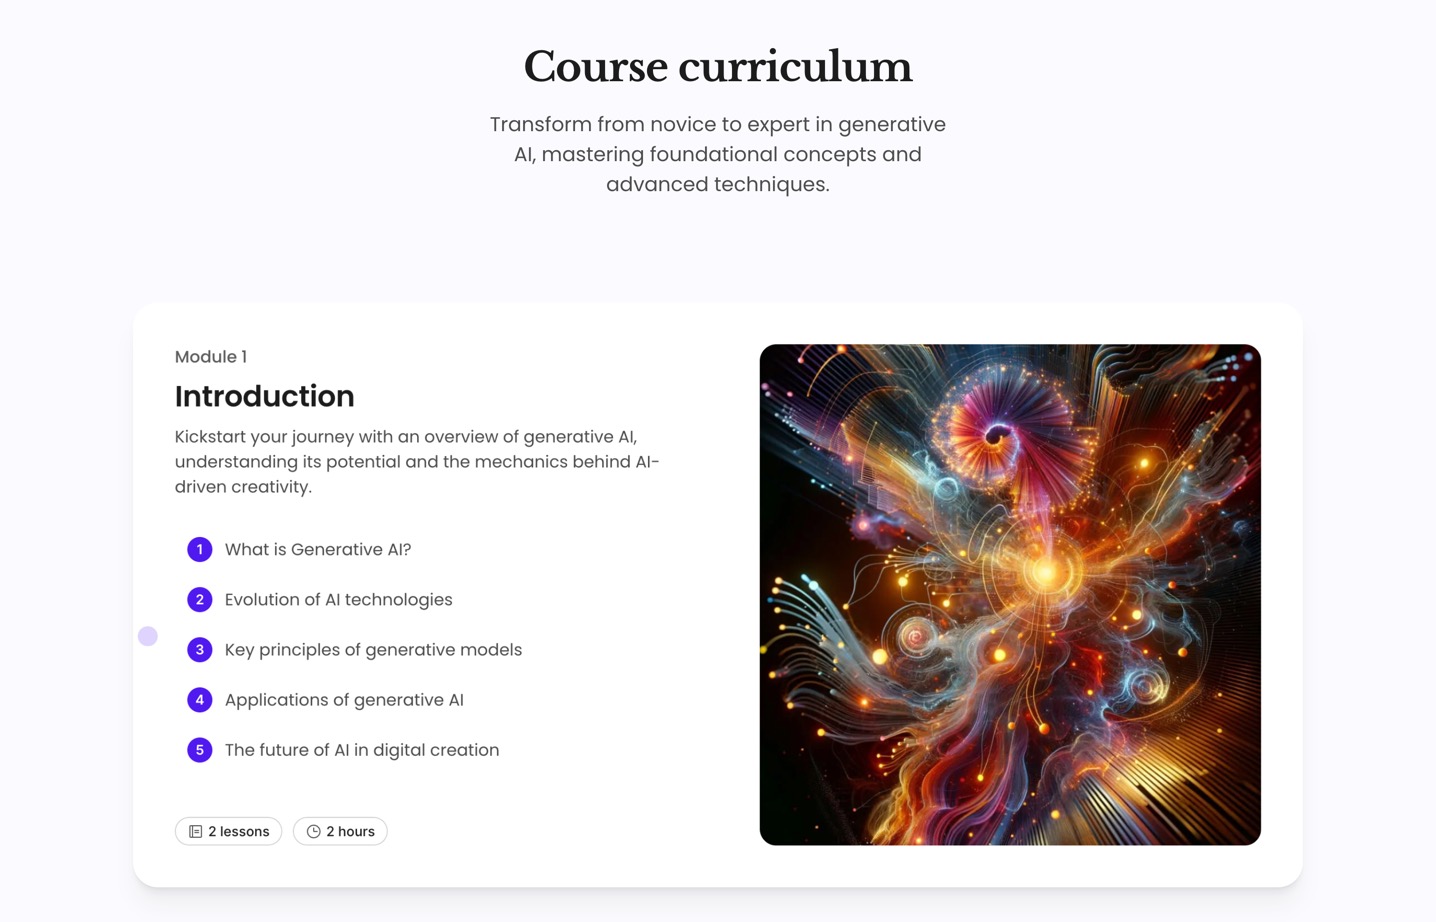 Course curriculum
Transform from novice to expert in generative
AI, mastering foundational concepts and
advanced techniques.
Module 1
Introduction
Kickstart your journey with an overview of generative AI,
understanding its potential and the mechanics behind AI-
driven creativity.
1 What is Generative AI?
2 Evolution of AI technologies
3 Key principles of generative models
4 Applications of generative AI
5 The future of AI in digital creation
2 lessons 2 hours